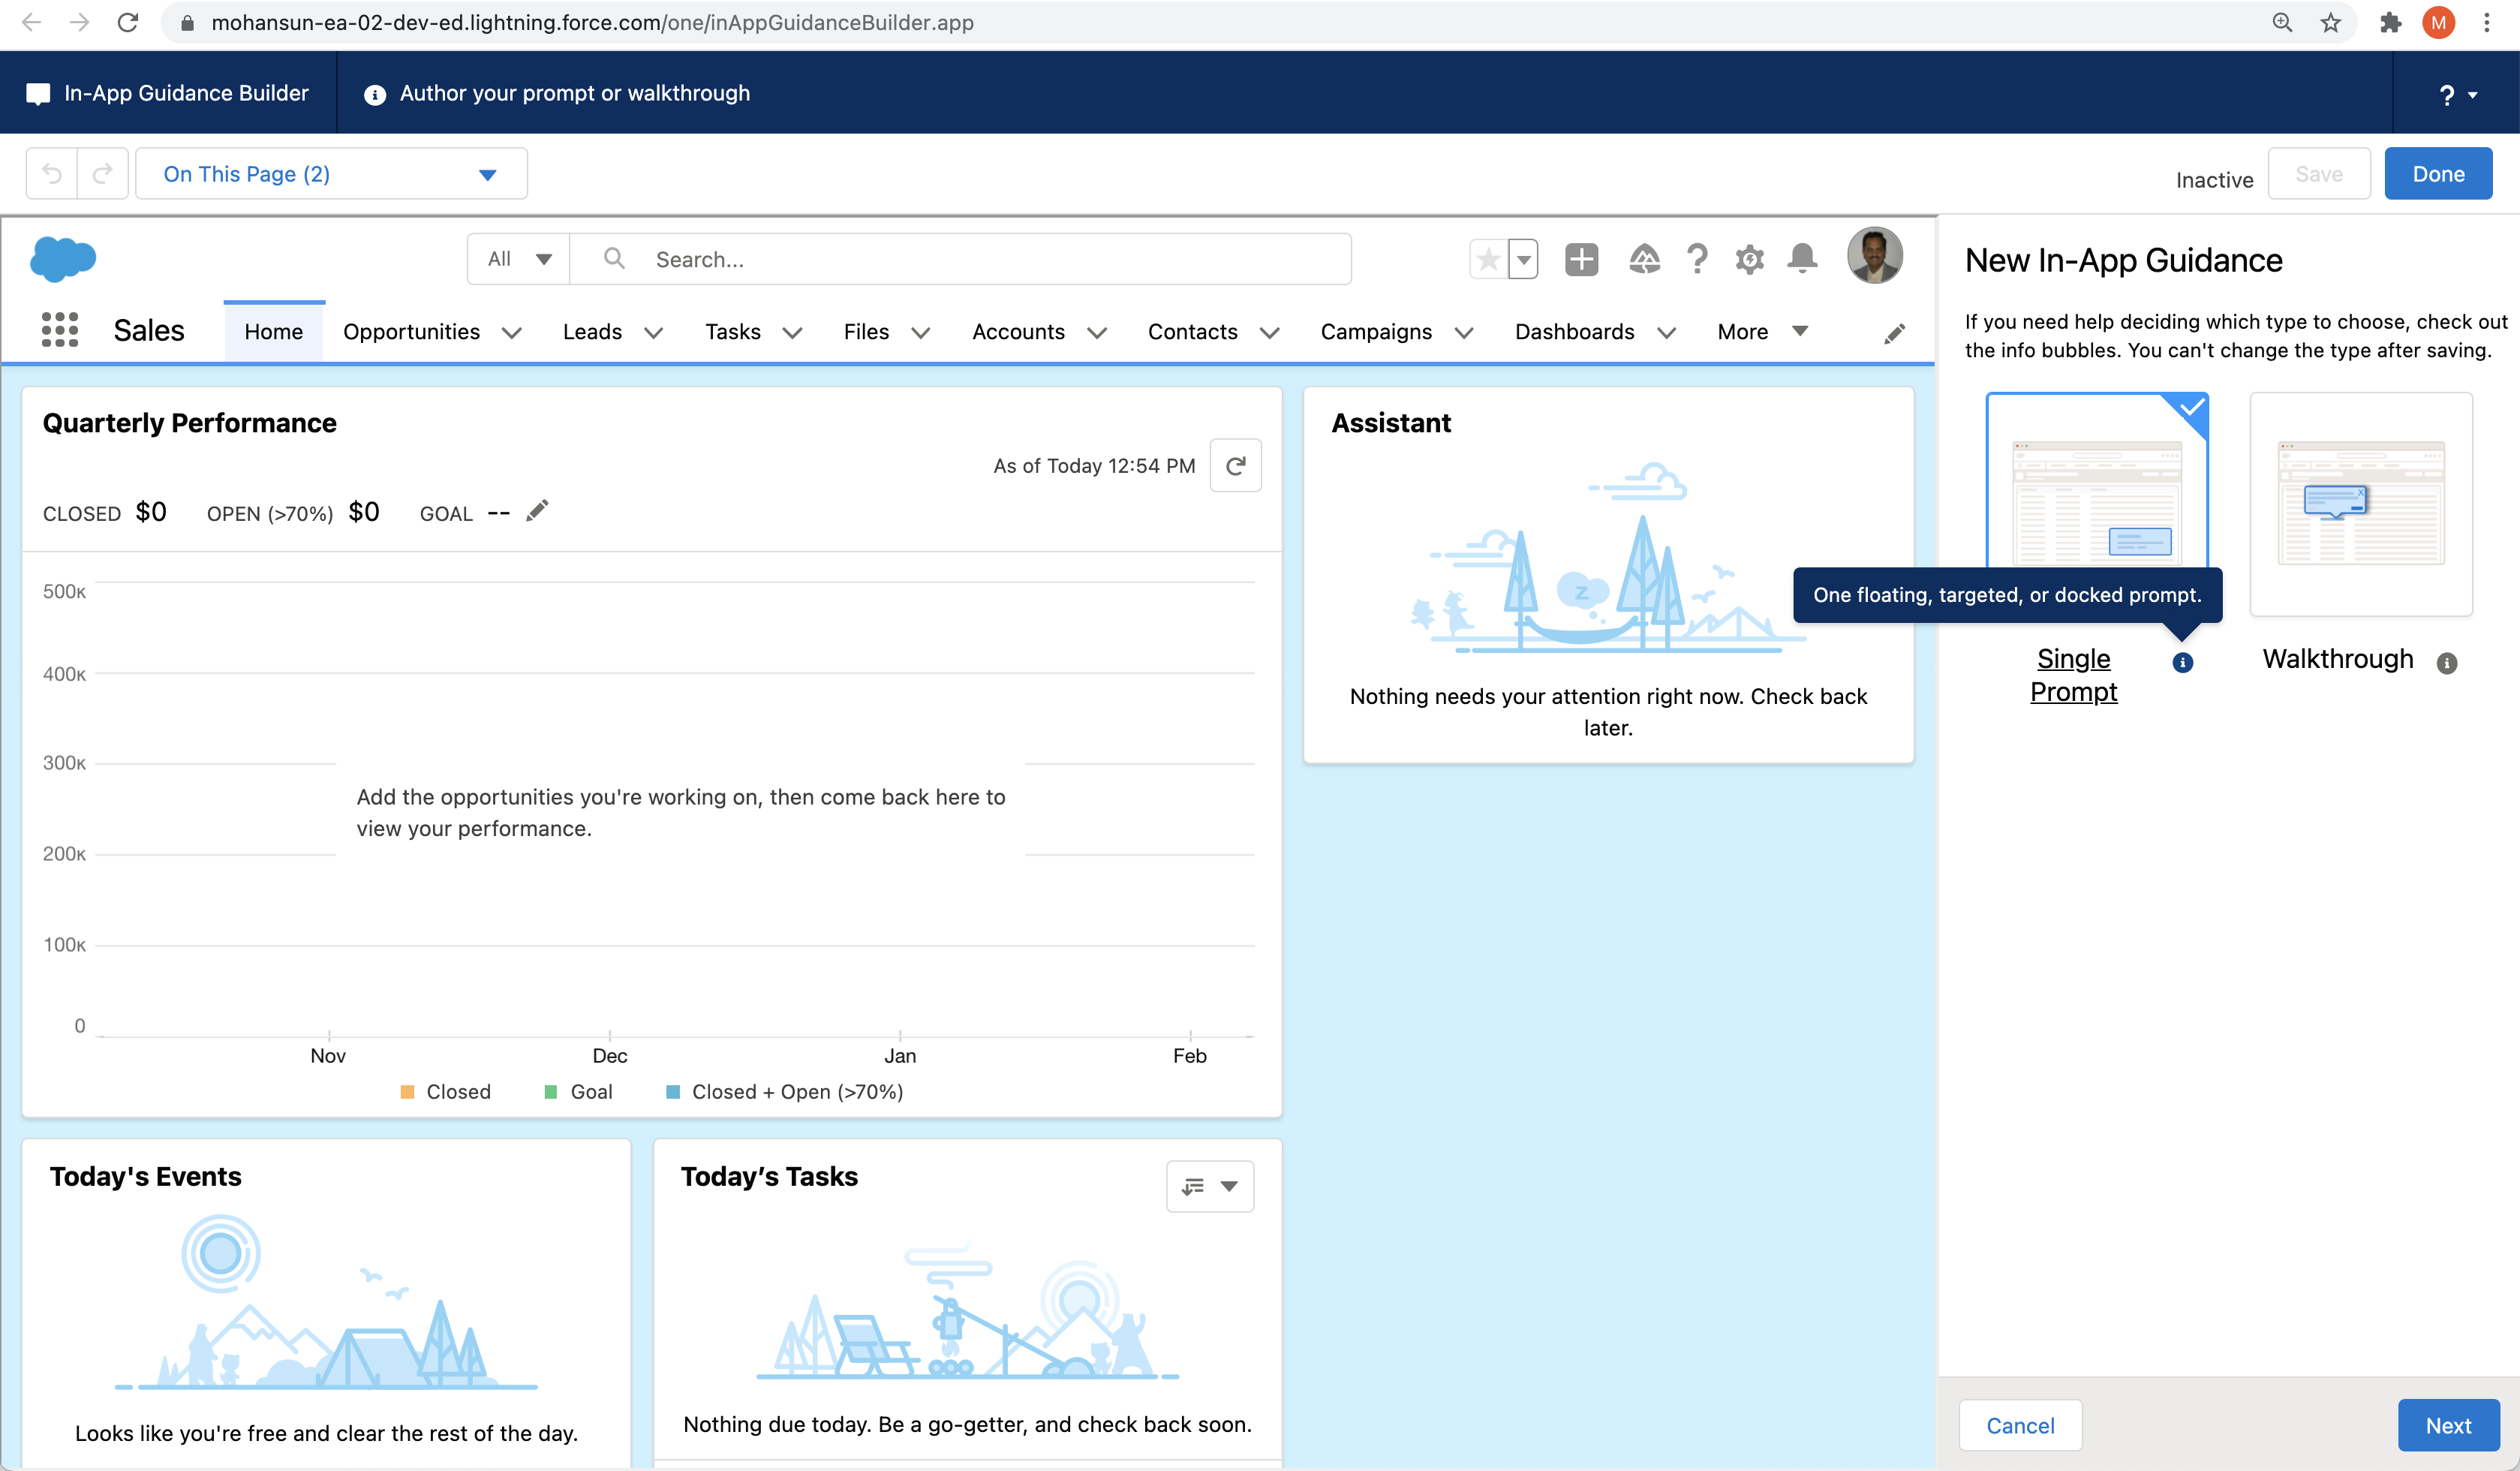 mohansun-ea-02-dev-ed.lightning.force.com/one/inAppGuidanceBuilder.app
M
In-App Guidance Builder
Author your prompt or walkthrough
?
On This Page (2)
Inactive
Save
Done
All
Search...
Sales
Home
Opportunities
Leads
Tasks
Files
Accounts
Contacts
Campaigns
Dashboards
More
New In-App Guidance
If you need help deciding which type to choose, check out
the info bubbles. You can't change the type after saving.
Quarterly Performance
As of Today 12:54 PM
CLOSED $0 OPEN (>70%) $0 GOAL --
500K
400K
300K
200K
100K
0
Add the opportunities you're working on, then come back here to
view your performance.
Nov Dec Jan Feb
Closed Goal Closed + Open (>70%)
Assistant
Z
Nothing needs your attention right now. Check back
later.
One floating, targeted, or docked prompt.
Single
Prompt
Walkthrough
Today's Events
Looks like you're free and clear the rest of the day.
Today's Tasks
Nothing due today. Be a go-getter, and check back soon.
Cancel
Next